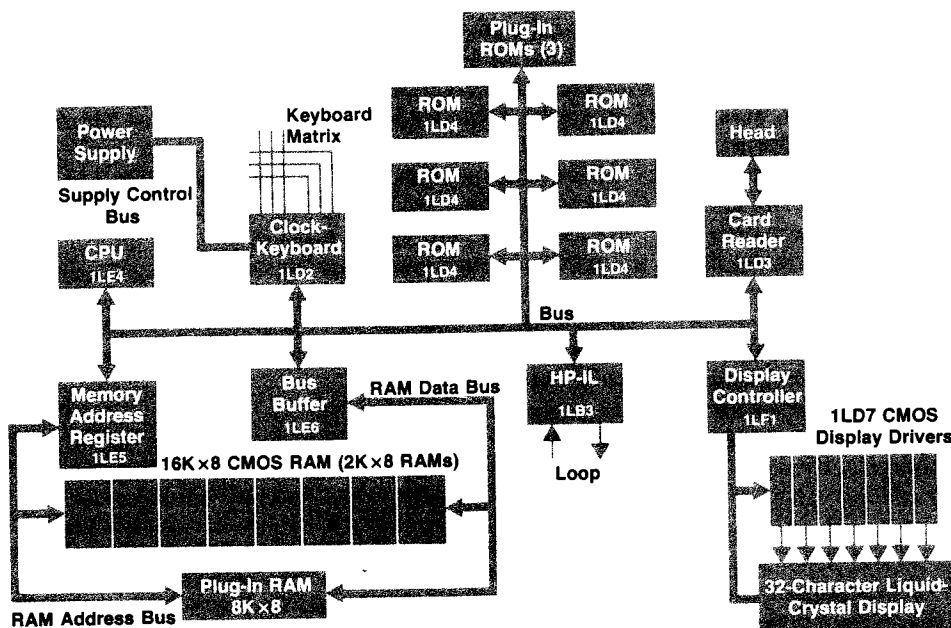 Plug-In
ROMs (3)
ROM
1LD4
ROM
1LD4
Keyboard
Matrix
Power
Supply
Head
ROM
1LD4
ROM
1LD4
Supply Control
Bus
Clock-
Keyboard
1LD2
Card
Reader
1LD3
CPU
1LE4
ROM
1LD4
ROM
1LD4
Bus
Memory
Address
Register
1LE5
Bus
Buffer
1LE6
RAM Data Bus
HP-IL
1LB3
Display
Controller
1LF1
1LD7 CMOS
Display Drivers
16K×8 CMOS RAM (2K×8 RAMs)
Loop
Plug-In RAM
8K×8
32-Character Liquid-
Crystal Display
RAM Address Bus